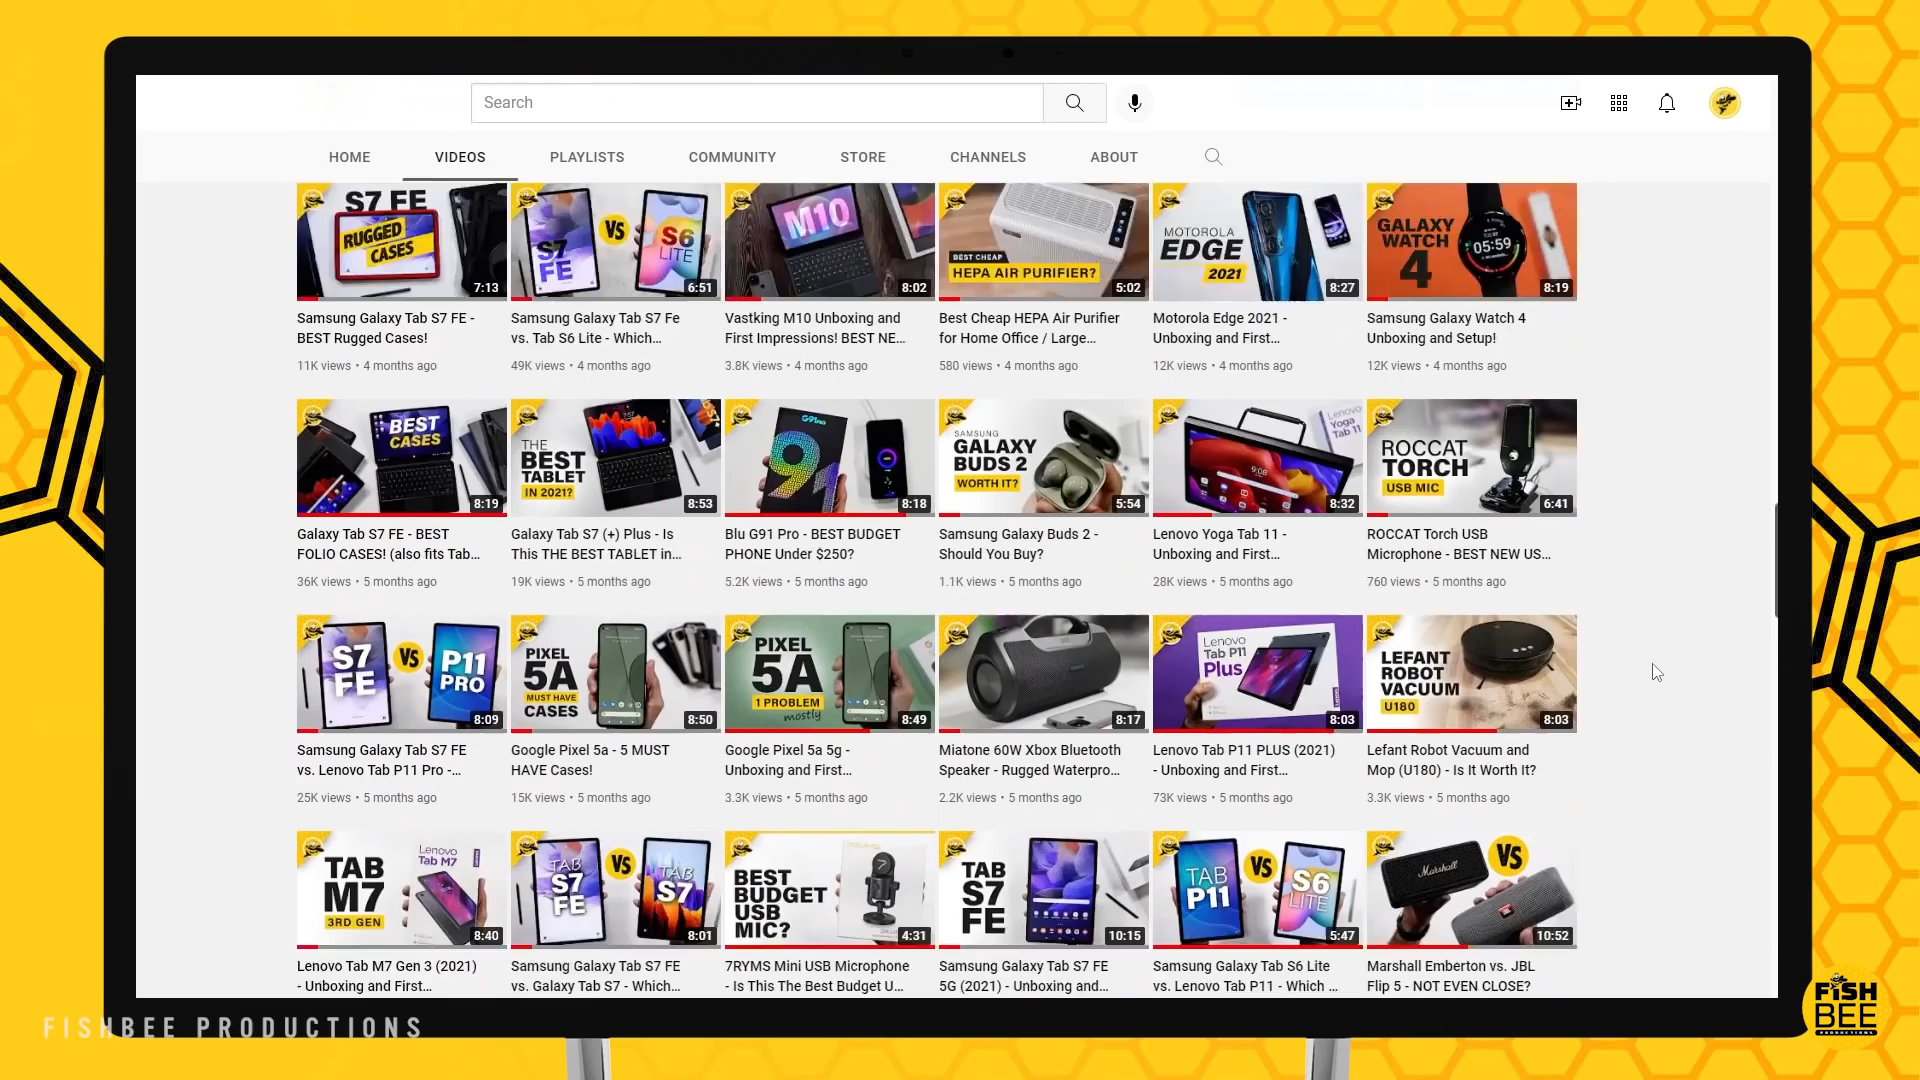 Search
HOME
VIDEOS
PLAYLISTS
COMMUNITY
STORE
CHANNELS
ABOUT
S7 FE
RUGGED
CASES
7:13
S7
FE
VS
S6
LITE
6:51
M10
8:02
BEST CHEAP
HEPA AIR PURIFIER?
5:02
MOTOROLA
EDGE
2021
8:27
GALAXY
WATCH
4
05:59
8:19
Samsung Galaxy Tab S7 FE -
BEST Rugged Cases!
11K views • 4 months ago
Samsung Galaxy Tab S7 Fe
vs. Tab S6 Lite - Which...
49K views • 4 months ago
Vastking M10 Unboxing and
First Impressions! BEST NE...
3.8K views • 4 months ago
Best Cheap HEPA Air Purifier
for Home Office / Large...
580 views • 4 months ago
Motorola Edge 2021 -
Unboxing and First...
12K views • 4 months ago
Samsung Galaxy Watch 4
Unboxing and Setup!
12K views • 4 months ago
BEST
CASES
8:19
THE
BEST
TABLET
IN 2021?
8:53
G91
91
8:18
SAMSUNG
GALAXY
BUDS 2
WORTH IT?
5:54
Lenovo
Yoga
Tab 11
9:08
8:32
ROCCAT
TORCH
USB MIC
6:41
Galaxy Tab S7 FE - BEST
FOLIO CASES! (also fits Tab...
36K views • 5 months ago
Galaxy Tab S7 (+) Plus - Is
This THE BEST TABLET in...
19K views • 5 months ago
Blu G91 Pro - BEST BUDGET
PHONE Under $250?
5.2K views • 5 months ago
Samsung Galaxy Buds 2 -
Should You Buy?
1.1K views • 5 months ago
Lenovo Yoga Tab 11 -
Unboxing and First...
28K views • 5 months ago
ROCCAT Torch USB
Microphone - BEST NEW US...
760 views • 5 months ago
S7
FE
VS
P11
PRO
8:09
PIXEL
5A
MUST HAVE
CASES
8:50
PIXEL
5A
1 PROBLEM
mostly
8:49
8:17
Lenovo
Tab P11
Plus
8:03
LEFANT
ROBOT
VACUUM
U180
8:03
Samsung Galaxy Tab S7 FE
vs. Lenovo Tab P11 Pro -...
25K views • 5 months ago
Google Pixel 5a - 5 MUST
HAVE Cases!
15K views • 5 months ago
Google Pixel 5a 5g -
Unboxing and First...
3.3K views • 5 months ago
Miatone 60W Xbox Bluetooth
Speaker - Rugged Waterpro...
2.2K views • 5 months ago
Lenovo Tab P11 PLUS (2021)
- Unboxing and First...
73K views • 5 months ago
Lefant Robot Vacuum and
Mop (U180) - Is It Worth It?
3.3K views • 5 months ago
TAB
M7
3RD GEN
Lenovo
Tab M7
8:40
TAB
S7
FE
VS
TAB
S7
8:01
BEST
BUDGET
USB
MIC?
4:31
TAB
S7
FE
10:15
TAB
P11
VS
S6
LITE
5:47
Marshall
VS
10:52
Lenovo Tab M7 Gen 3 (2021)
- Unboxing and First...
Samsung Galaxy Tab S7 FE
vs. Galaxy Tab S7 - Which...
7RYMS Mini USB Microphone
- Is This The Best Budget U...
Samsung Galaxy Tab S7 FE
5G (2021) - Unboxing and...
Samsung Galaxy Tab S6 Lite
vs. Lenovo Tab P11 - Which ...
Marshall Emberton vs. JBL
Flip 5 - NOT EVEN CLOSE?
FISHBEE PRODUCTIONS
FISH
BEE
PRODUCTIONS